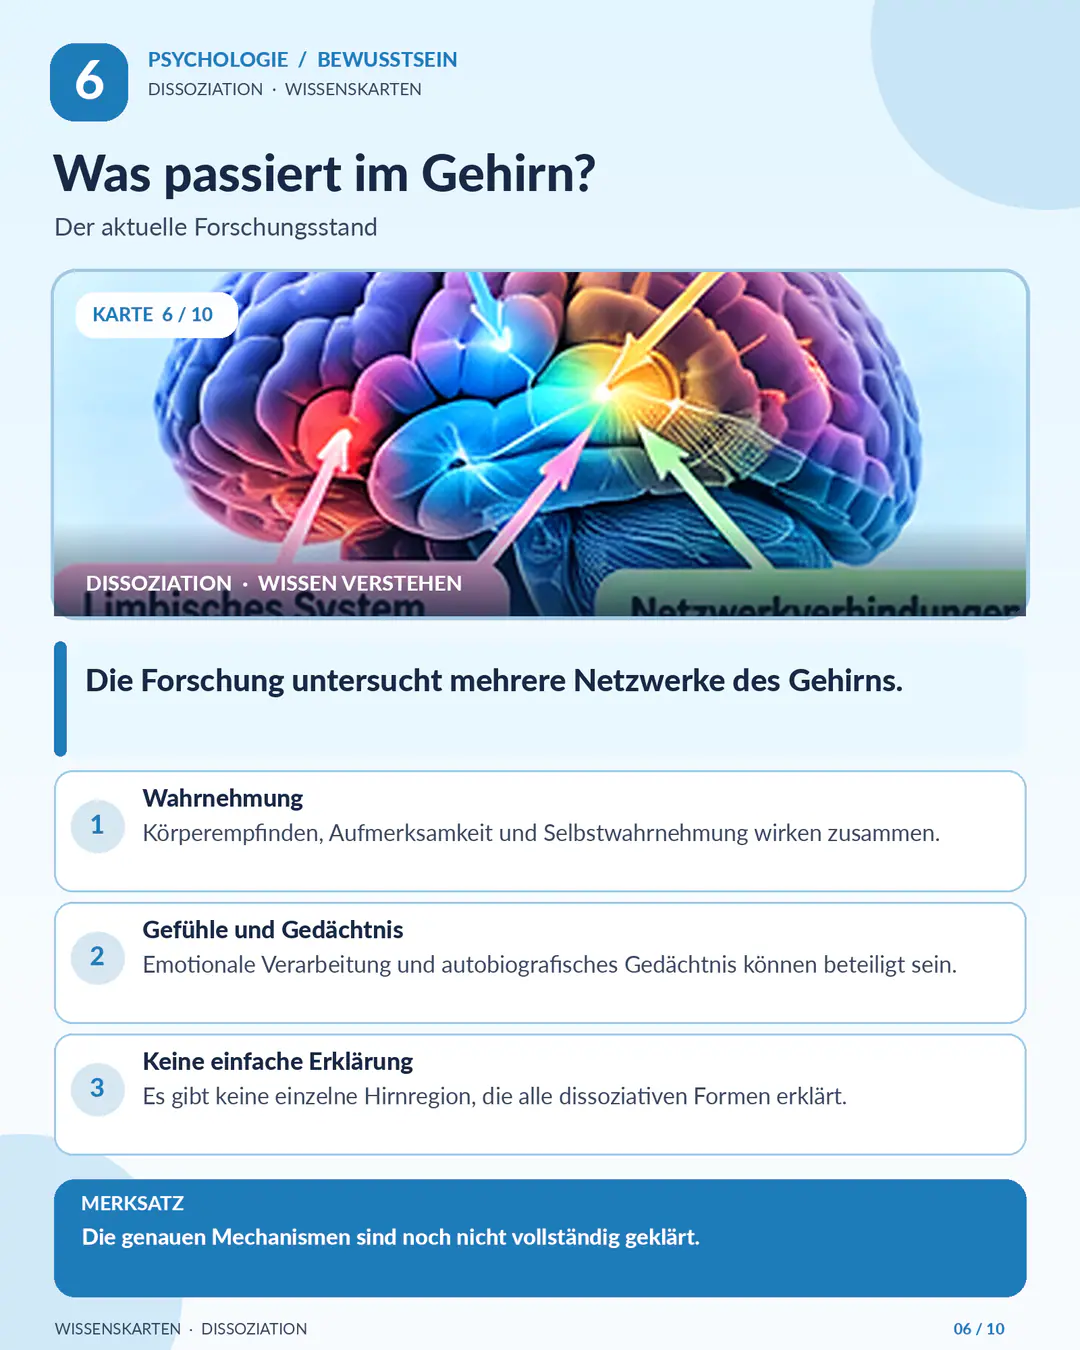 6
PSYCHOLOGIE / BEWUSSTSEIN
DISSOZIATION · WISSENSKARTEN
Was passiert im Gehirn?
Der aktuelle Forschungsstand
KARTE 6 / 10
DISSOZIATION · WISSEN VERSTEHEN
Limbisches System
Netzwerkverbindungen
Die Forschung untersucht mehrere Netzwerke des Gehirns.
1
Wahrnehmung
Körperempfinden, Aufmerksamkeit und Selbstwahrnehmung wirken zusammen.
2
Gefühle und Gedächtnis
Emotionale Verarbeitung und autobiografisches Gedächtnis können beteiligt sein.
3
Keine einfache Erklärung
Es gibt keine einzelne Hirnregion, die alle dissoziativen Formen erklärt.
MERKSATZ
Die genauen Mechanismen sind noch nicht vollständig geklärt.
WISSENSKARTEN · DISSOZIATION
06 / 10